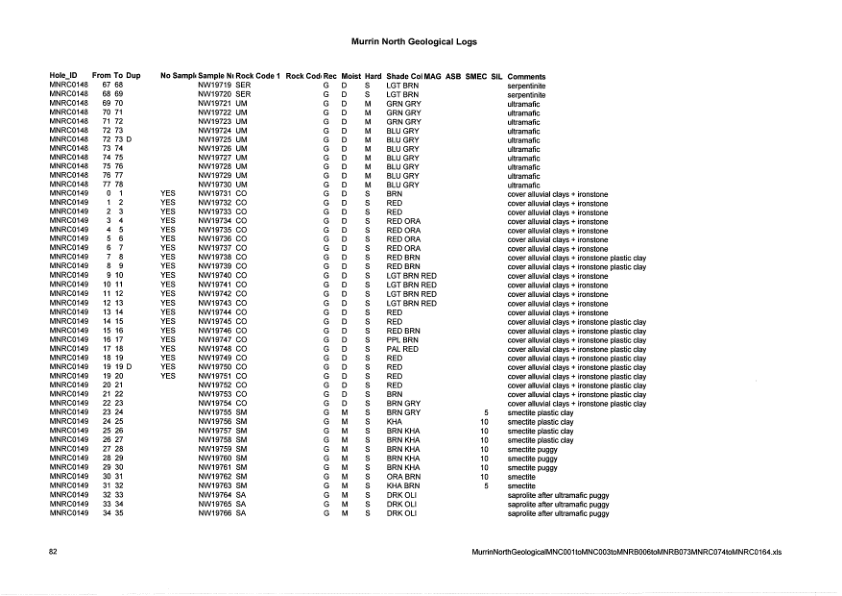 Murrin North Geological Logs
Hole_ID From To Dup No Sampl Sample Nu Rock Code 1 Rock Cod Rec Moist Hard Shade Col MAG ASB SMEC SIL Comments
MNRC0148 67 68 NW19719 SER G D S LGT BRN serpentinite
MNRC0148 68 69 NW19720 SER G D S LGT BRN serpentinite
MNRC0148 69 70 NW19721 UM G D M GRN GRY ultramafic
MNRC0148 70 71 NW19722 UM G D M GRN GRY ultramafic
MNRC0148 71 72 NW19723 UM G D M GRN GRY ultramafic
MNRC0148 72 73 NW19724 UM G D M BLU GRY ultramafic
MNRC0148 72 73 D NW19725 UM G D M BLU GRY ultramafic
MNRC0148 73 74 NW19726 UM G D M BLU GRY ultramafic
MNRC0148 74 75 NW19727 UM G D M BLU GRY ultramafic
MNRC0148 75 76 NW19728 UM G D M BLU GRY ultramafic
MNRC0148 76 77 NW19729 UM G D M BLU GRY ultramafic
MNRC0148 77 78 NW19730 UM G D M BLU GRY ultramafic
MNRC0149 0 1 YES NW19731 CO G D S BRN cover alluvial clays + ironstone
MNRC0149 1 2 YES NW19732 CO G D S RED cover alluvial clays + ironstone
MNRC0149 2 3 YES NW19733 CO G D S RED cover alluvial clays + ironstone
MNRC0149 3 4 YES NW19734 CO G D S RED ORA cover alluvial clays + ironstone
MNRC0149 4 5 YES NW19735 CO G D S RED ORA cover alluvial clays + ironstone
MNRC0149 5 6 YES NW19736 CO G D S RED ORA cover alluvial clays + ironstone
MNRC0149 6 7 YES NW19737 CO G D S RED ORA cover alluvial clays + ironstone
MNRC0149 7 8 YES NW19738 CO G D S RED BRN cover alluvial clays + ironstone plastic clay
MNRC0149 8 9 YES NW19739 CO G D S RED BRN cover alluvial clays + ironstone plastic clay
MNRC0149 9 10 YES NW19740 CO G D S LGT BRN RED cover alluvial clays + ironstone
MNRC0149 10 11 YES NW19741 CO G D S LGT BRN RED cover alluvial clays + ironstone
MNRC0149 11 12 YES NW19742 CO G D S LGT BRN RED cover alluvial clays + ironstone
MNRC0149 12 13 YES NW19743 CO G D S LGT BRN RED cover alluvial clays + ironstone
MNRC0149 13 14 YES NW19744 CO G D S RED cover alluvial clays + ironstone
MNRC0149 14 15 YES NW19745 CO G D S RED cover alluvial clays + ironstone plastic clay
MNRC0149 15 16 YES NW19746 CO G D S RED BRN cover alluvial clays + ironstone plastic clay
MNRC0149 16 17 YES NW19747 CO G D S PPL BRN cover alluvial clays + ironstone plastic clay
MNRC0149 17 18 YES NW19748 CO G D S PAL RED cover alluvial clays + ironstone plastic clay
MNRC0149 18 19 YES NW19749 CO G D S RED cover alluvial clays + ironstone plastic clay
MNRC0149 19 19 D YES NW19750 CO G D S RED cover alluvial clays + ironstone plastic clay
MNRC0149 19 20 YES NW19751 CO G D S RED cover alluvial clays + ironstone plastic clay
MNRC0149 20 21 NW19752 CO G D S RED cover alluvial clays + ironstone plastic clay
MNRC0149 21 22 NW19753 CO G D S BRN cover alluvial clays + ironstone plastic clay
MNRC0149 22 23 NW19754 CO G D S BRN GRY cover alluvial clays + ironstone plastic clay
MNRC0149 23 24 NW19755 SM G M S BRN GRY 5 smectite plastic clay
MNRC0149 24 25 NW19756 SM G M S KHA 10 smectite plastic clay
MNRC0149 25 26 NW19757 SM G M S BRN KHA 10 smectite plastic clay
MNRC0149 26 27 NW19758 SM G M S BRN KHA 10 smectite plastic clay
MNRC0149 27 28 NW19759 SM G M S BRN KHA 10 smectite puggy
MNRC0149 28 29 NW19760 SM G M S BRN KHA 10 smectite puggy
MNRC0149 29 30 NW19761 SM G M S BRN KHA 10 smectite puggy
MNRC0149 30 31 NW19762 SM G M S ORA BRN 10 smectite
MNRC0149 31 32 NW19763 SM G M S KHA BRN 5 smectite
MNRC0149 32 33 NW19764 SA G M S DRK OLI saprolite after ultramafic puggy
MNRC0149 33 34 NW19765 SA G M S DRK OLI saprolite after ultramafic puggy
MNRC0149 34 35 NW19766 SA G M S DRK OLI saprolite after ultramafic puggy
82 MurrinNorthGeologicalMNC001toMNC003toMNRB006toMNRB073MNRC074toMNRC0164.xls